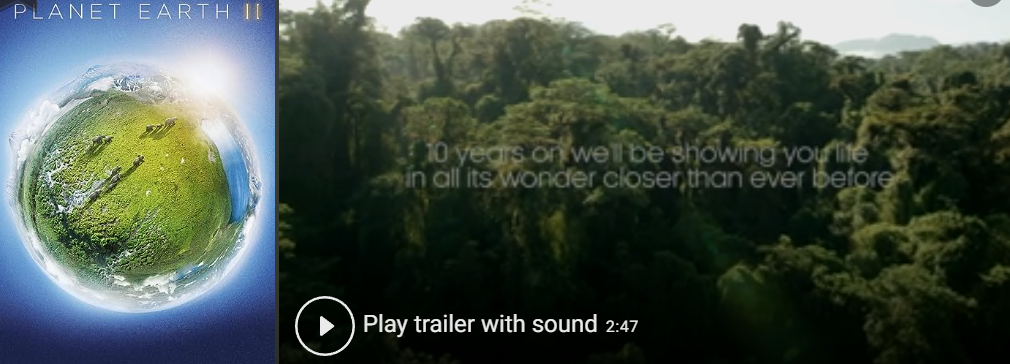 PLANET EARTH II
10 years on we'll be showing you life
in all its wonder closer than ever before
Play trailer with sound 2:47